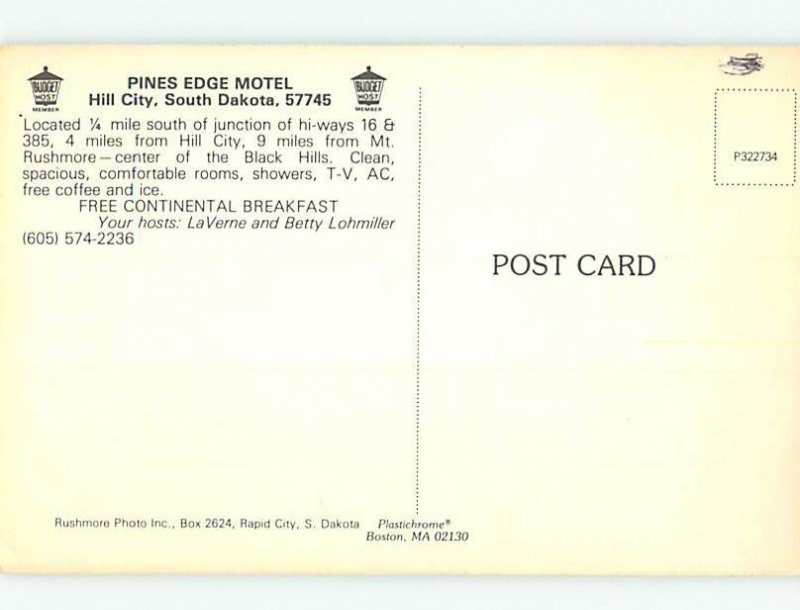 BUDGET HOST MEMBER
PINES EDGE MOTEL
BUDGET HOST MEMBER
Hill City, South Dakota, 57745
Located ¼ mile south of junction of hi-ways 16 &
385, 4 miles from Hill City, 9 miles from Mt.
Rushmore—center of the Black Hills. Clean,
spacious, comfortable rooms, showers, T-V, AC,
free coffee and ice.
FREE CONTINENTAL BREAKFAST
Your hosts: LaVerne and Betty Lohmiller
(605) 574-2236
P322734
POST CARD
Rushmore Photo Inc., Box 2624, Rapid City, S. Dakota
Plastichrome®
Boston, MA 02130